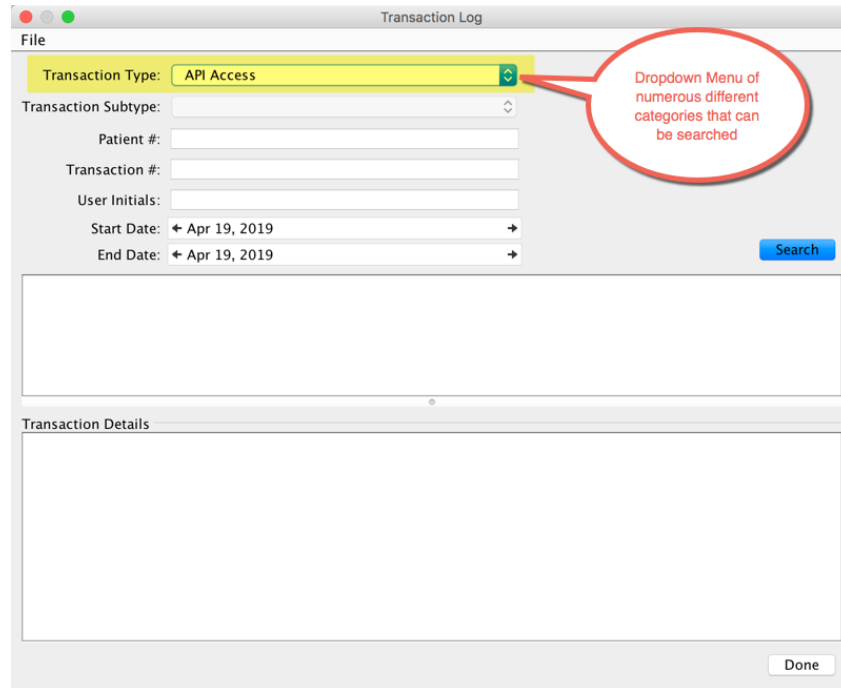 Transaction Log
File
Transaction Type: API Access
Dropdown Menu of
numerous different
categories that can
be searched
Transaction Subtype:
Patient #:
Transaction #:
User Initials:
Start Date: Apr 19, 2019
End Date: Apr 19, 2019
Search
Transaction Details
Done